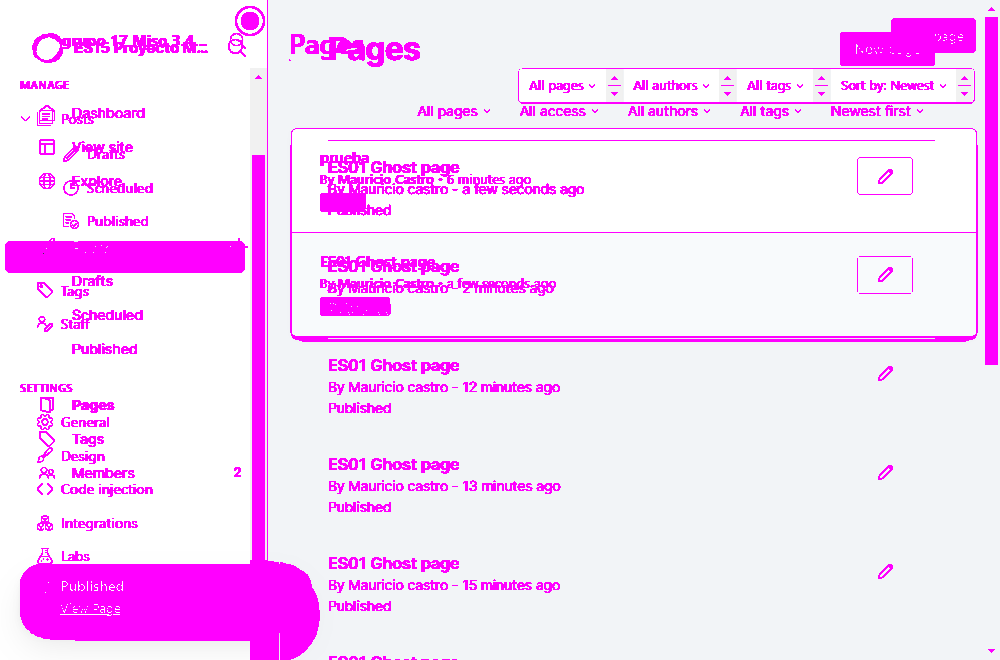 grupo 17 Miso 3 4
ES15 Proyecto M...
MANAGE
Dashboard
Posts
View site
Drafts
Explore
Scheduled
Published
Drafts
Tags
Scheduled
Staff
Published
SETTINGS
Pages
General
Tags
Design
Members 2
Code injection
Integrations
Labs
Published
View Page
Pages
Pages
page
New page
All pages All authors All tags Sort by: Newest
All pages All access All authors All tags Newest first
prueba
ES01 Ghost page
By Mauricio Castro • 6 minutes ago
By Mauricio castro - a few seconds ago
Published
ES01 Ghost page
ES01 Ghost page
By Mauricio Castro • a few seconds ago
By Mauricio castro - 2 minutes ago
ES01 Ghost page
By Mauricio castro - 12 minutes ago
Published
ES01 Ghost page
By Mauricio castro - 13 minutes ago
Published
ES01 Ghost page
By Mauricio castro - 15 minutes ago
Published
ES01 Ghost page